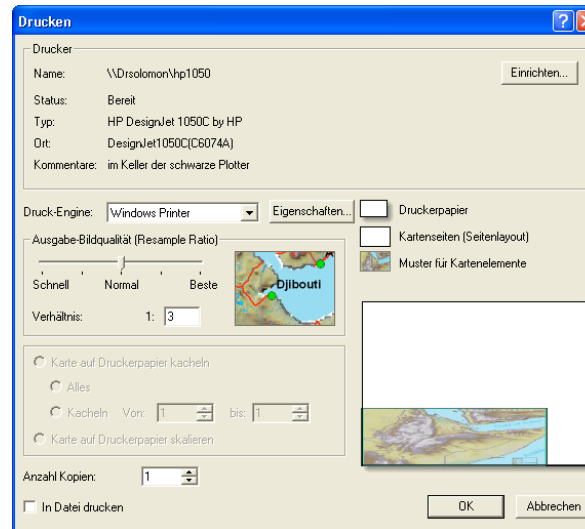 Drucken
Drucker
Name: \\Drsolomon\hp1050
Einrichten...
Status: Bereit
Typ: HP DesignJet 1050C by HP
Ort: DesignJet1050C(C6074A)
Kommentare: im Keller der schwarze Plotter
Druck-Engine: Windows Printer
Eigenschaften...
Druckerpapier
Kartenseiten (Seitenlayout)
Muster für Kartenelemente
Ausgabe-Bildqualität (Resample Ratio)
Schnell Normal Beste
Djibouti
Verhältnis: 1: 3
Karte auf Druckerpapier kacheln
Alles
Kacheln Von: 1 bis: 1
Karte auf Druckerpapier skalieren
Anzahl Kopien: 1
In Datei drucken
OK
Abbrechen